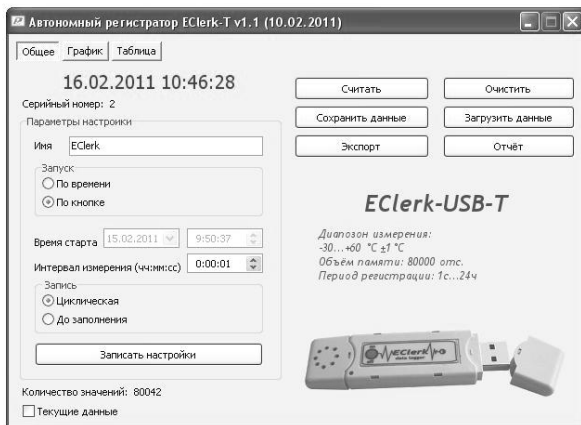 Автономный регистратор EClerk-T v1.1 (10.02.2011)
Общее График Таблица
16.02.2011 10:46:28
Серийный номер: 2
Параметры настройки
Имя EClerk
Запуск
По времени
По кнопке
Время старта 15.02.2011 9:50:37
Интервал измерения (чч:мм:сс) 0:00:01
Запись
Циклическая
До заполнения
Записать настройки
Количество значений: 80042
Текущие данные
Считать Очистить
Сохранить данные Загрузить данные
Экспорт Отчёт
EClerk-USB-T
Диапазон измерения:
-30...+60 °C ±1 °C
Объём памяти: 80000 отс.
Период регистрации: 1с...24ч
EClerk
data logger